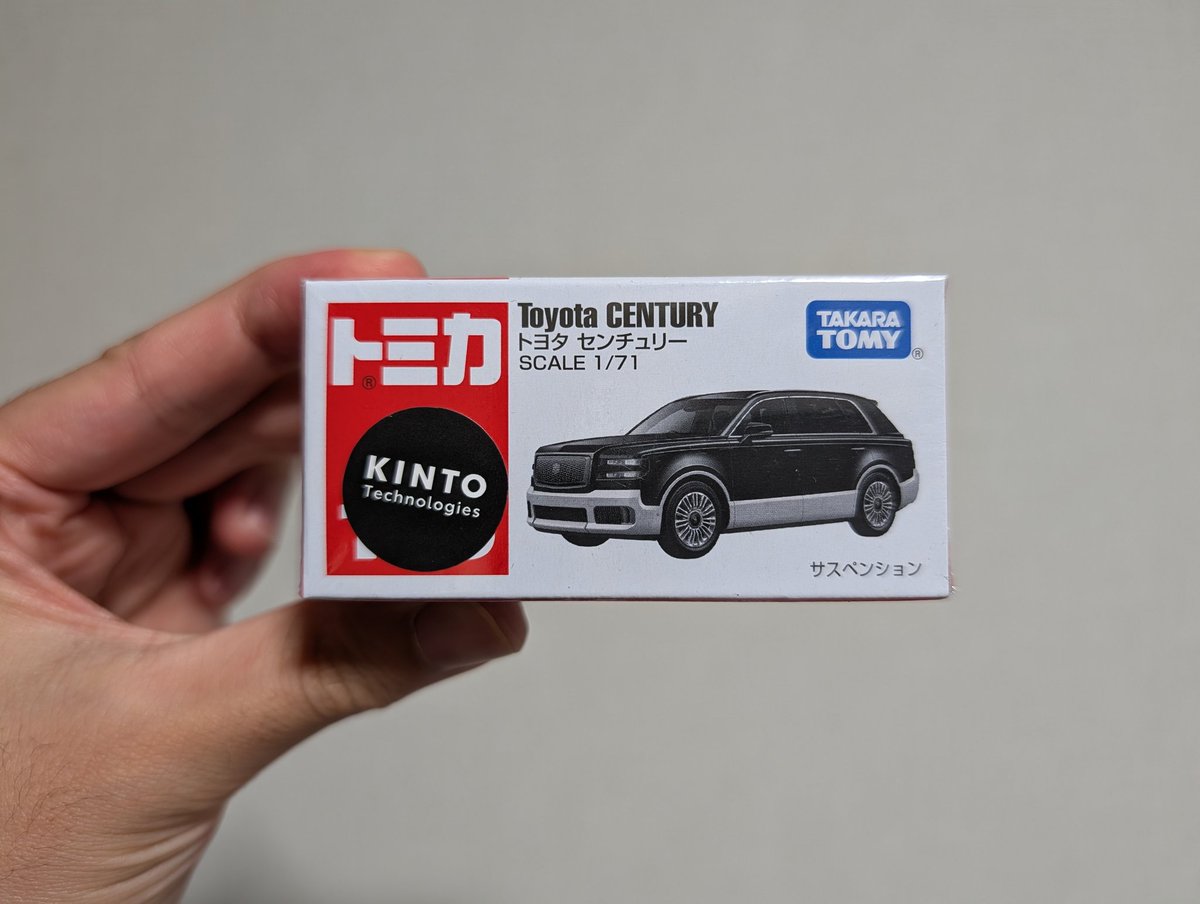 トミカ
®
KINTO
Technologies
Toyota CENTURY
トヨタ センチュリー
SCALE 1/71
TAKARA
TOMY
®
サスペンション